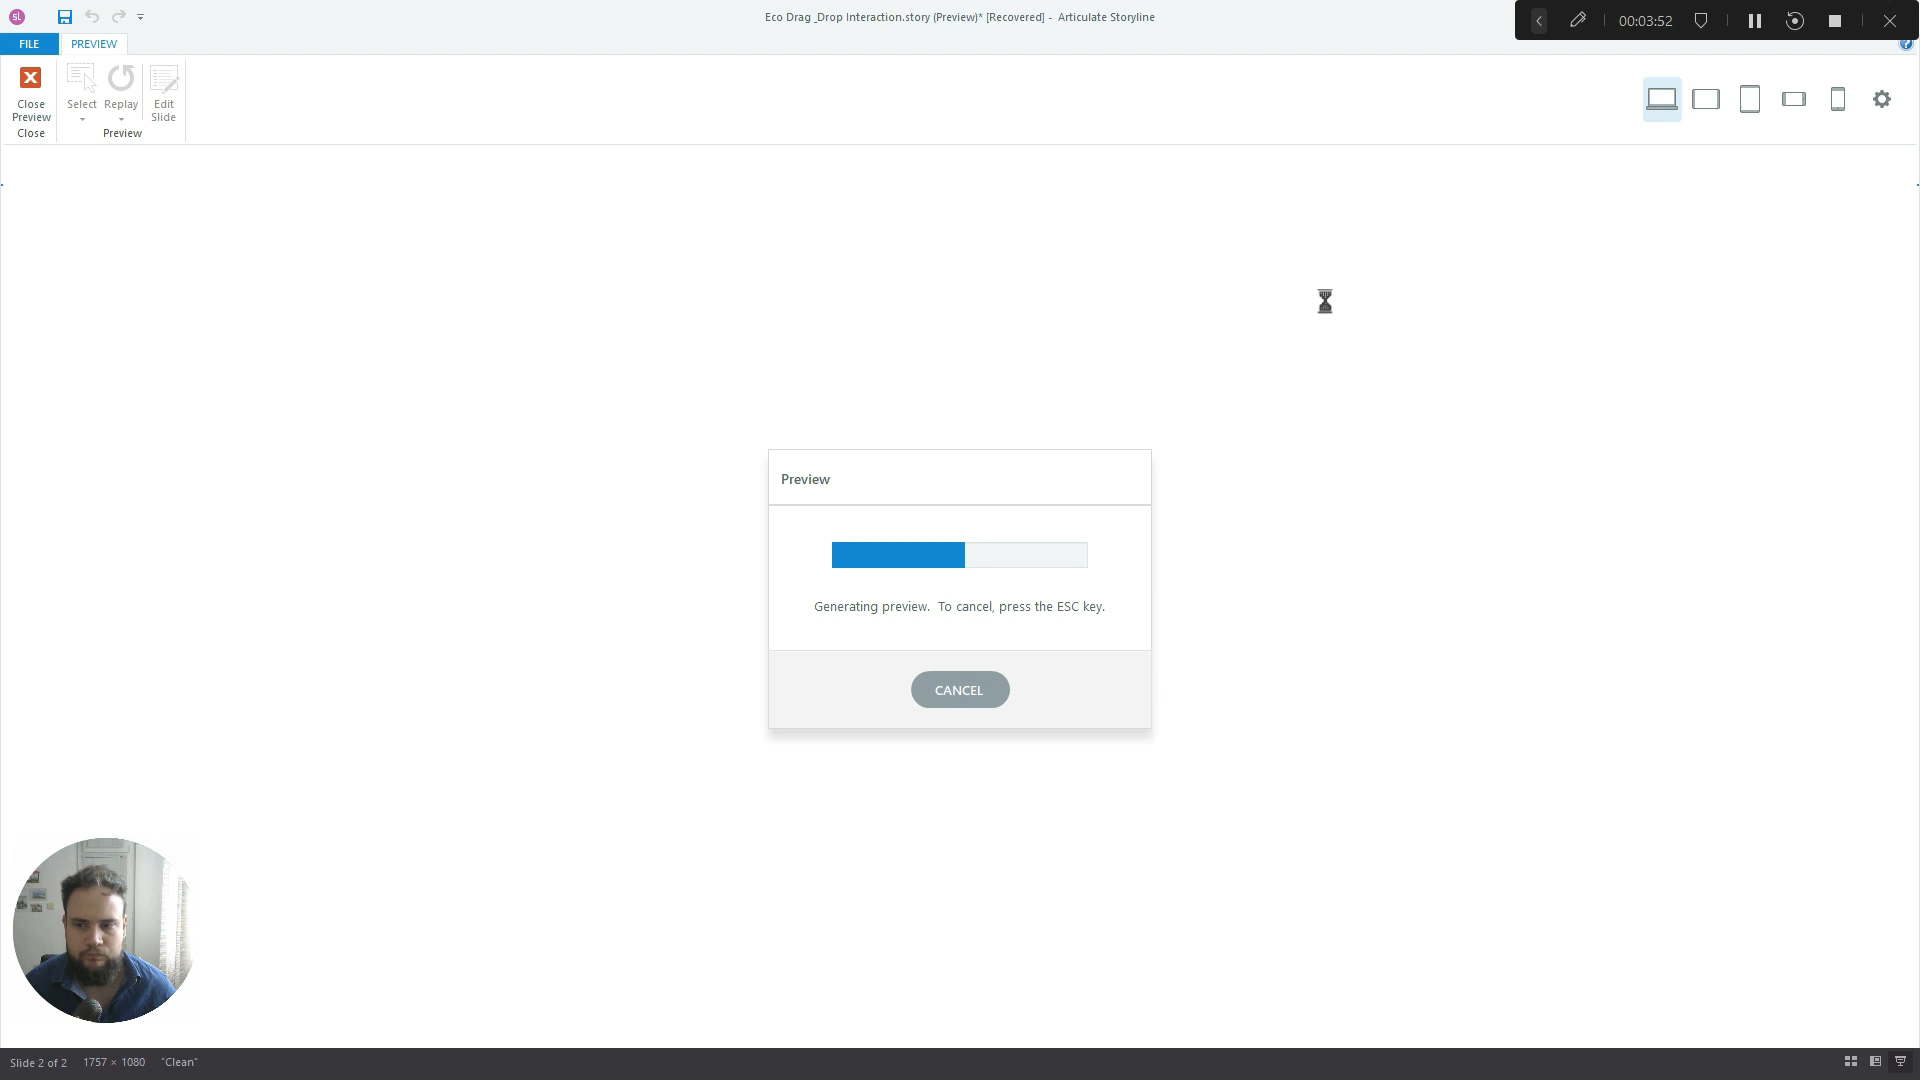 sl
Eco Drag _Drop Interaction.story (Preview)* [Recovered] - Articulate Storyline
00:03:52
FILE
PREVIEW
?
Close
Preview
Select
Replay
Edit
Slide
Close
Preview
Preview
Generating preview. To cancel, press the ESC key.
CANCEL
Slide 2 of 2
1757 × 1080
"Clean"